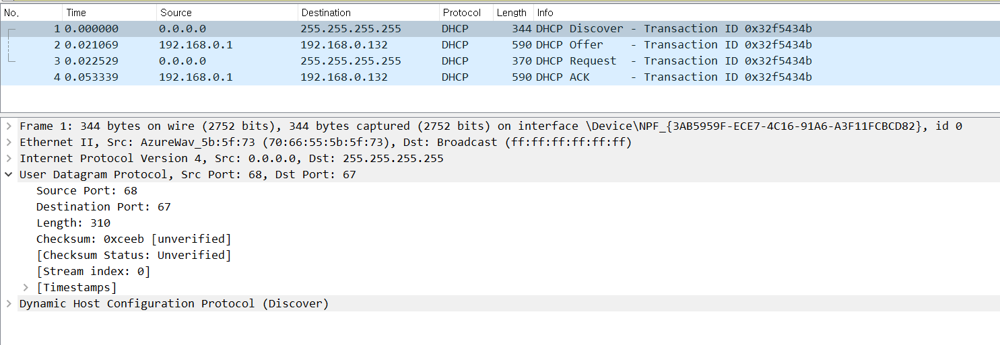 No. Time Source Destination Protocol Length Info
1 0.000000 0.0.0.0 255.255.255.255 DHCP 344 DHCP Discover - Transaction ID 0x32f5434b
2 0.021069 192.168.0.1 192.168.0.132 DHCP 590 DHCP Offer - Transaction ID 0x32f5434b
3 0.022529 0.0.0.0 255.255.255.255 DHCP 370 DHCP Request - Transaction ID 0x32f5434b
4 0.053339 192.168.0.1 192.168.0.132 DHCP 590 DHCP ACK - Transaction ID 0x32f5434b
Frame 1: 344 bytes on wire (2752 bits), 344 bytes captured (2752 bits) on interface \Device\NPF_{3AB5959F-ECE7-4C16-91A6-A3F11FCBCD82}, id 0
Ethernet II, Src: AzureWav_5b:5f:73 (70:66:55:5b:5f:73), Dst: Broadcast (ff:ff:ff:ff:ff:ff)
Internet Protocol Version 4, Src: 0.0.0.0, Dst: 255.255.255.255
User Datagram Protocol, Src Port: 68, Dst Port: 67
Source Port: 68
Destination Port: 67
Length: 310
Checksum: 0xceeb [unverified]
[Checksum Status: Unverified]
[Stream index: 0]
[Timestamps]
Dynamic Host Configuration Protocol (Discover)